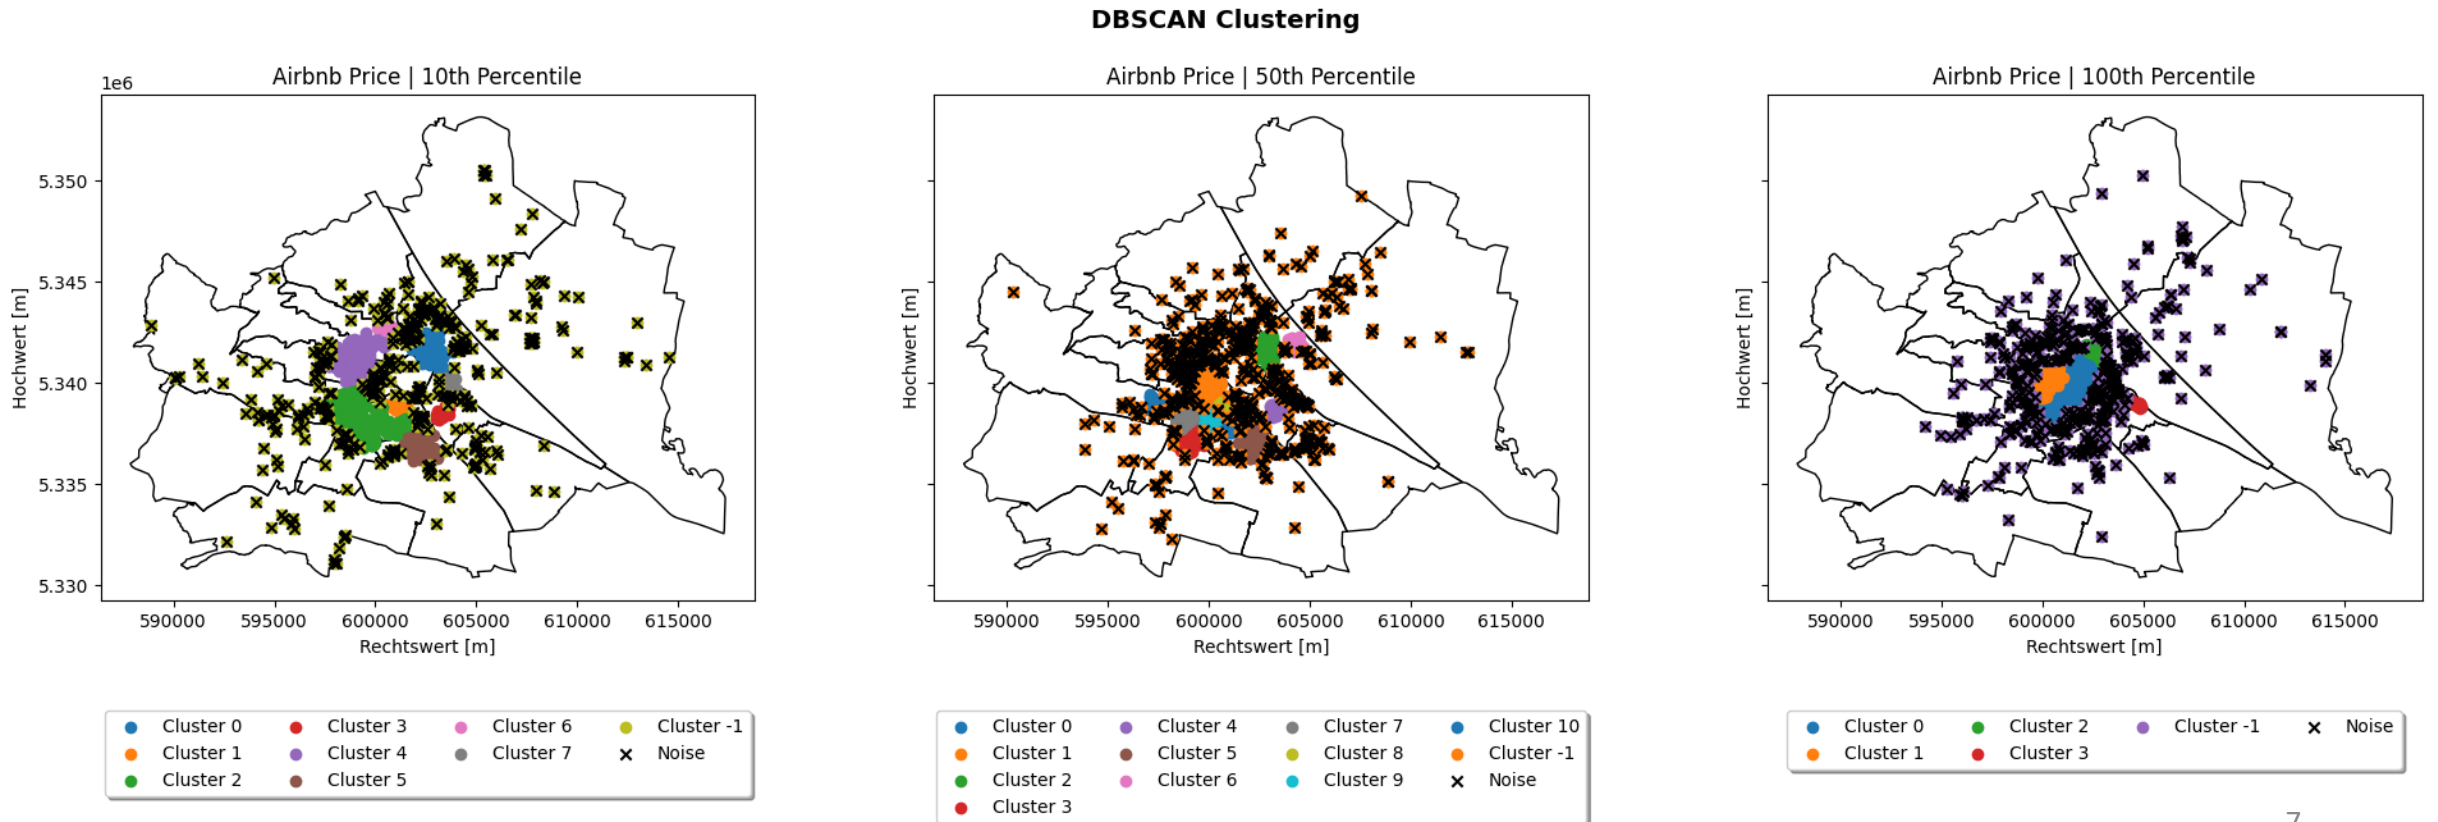 DBSCAN Clustering
Airbnb Price | 10th Percentile
1e6
Hochwert [m]
5.350
5.345
5.340
5.335
5.330
590000 595000 600000 605000 610000 615000
Rechtswert [m]
Cluster 0 Cluster 3 Cluster 6 Cluster -1
Cluster 1 Cluster 4 Cluster 7 Noise
Cluster 2 Cluster 5
Airbnb Price | 50th Percentile
Hochwert [m]
590000 595000 600000 605000 610000 615000
Rechtswert [m]
Cluster 0 Cluster 4 Cluster 7 Cluster 10
Cluster 1 Cluster 5 Cluster 8 Cluster -1
Cluster 2 Cluster 6 Cluster 9 Noise
Cluster 3
Airbnb Price | 100th Percentile
Hochwert [m]
590000 595000 600000 605000 610000 615000
Rechtswert [m]
Cluster 0 Cluster 2 Cluster -1 Noise
Cluster 1 Cluster 3